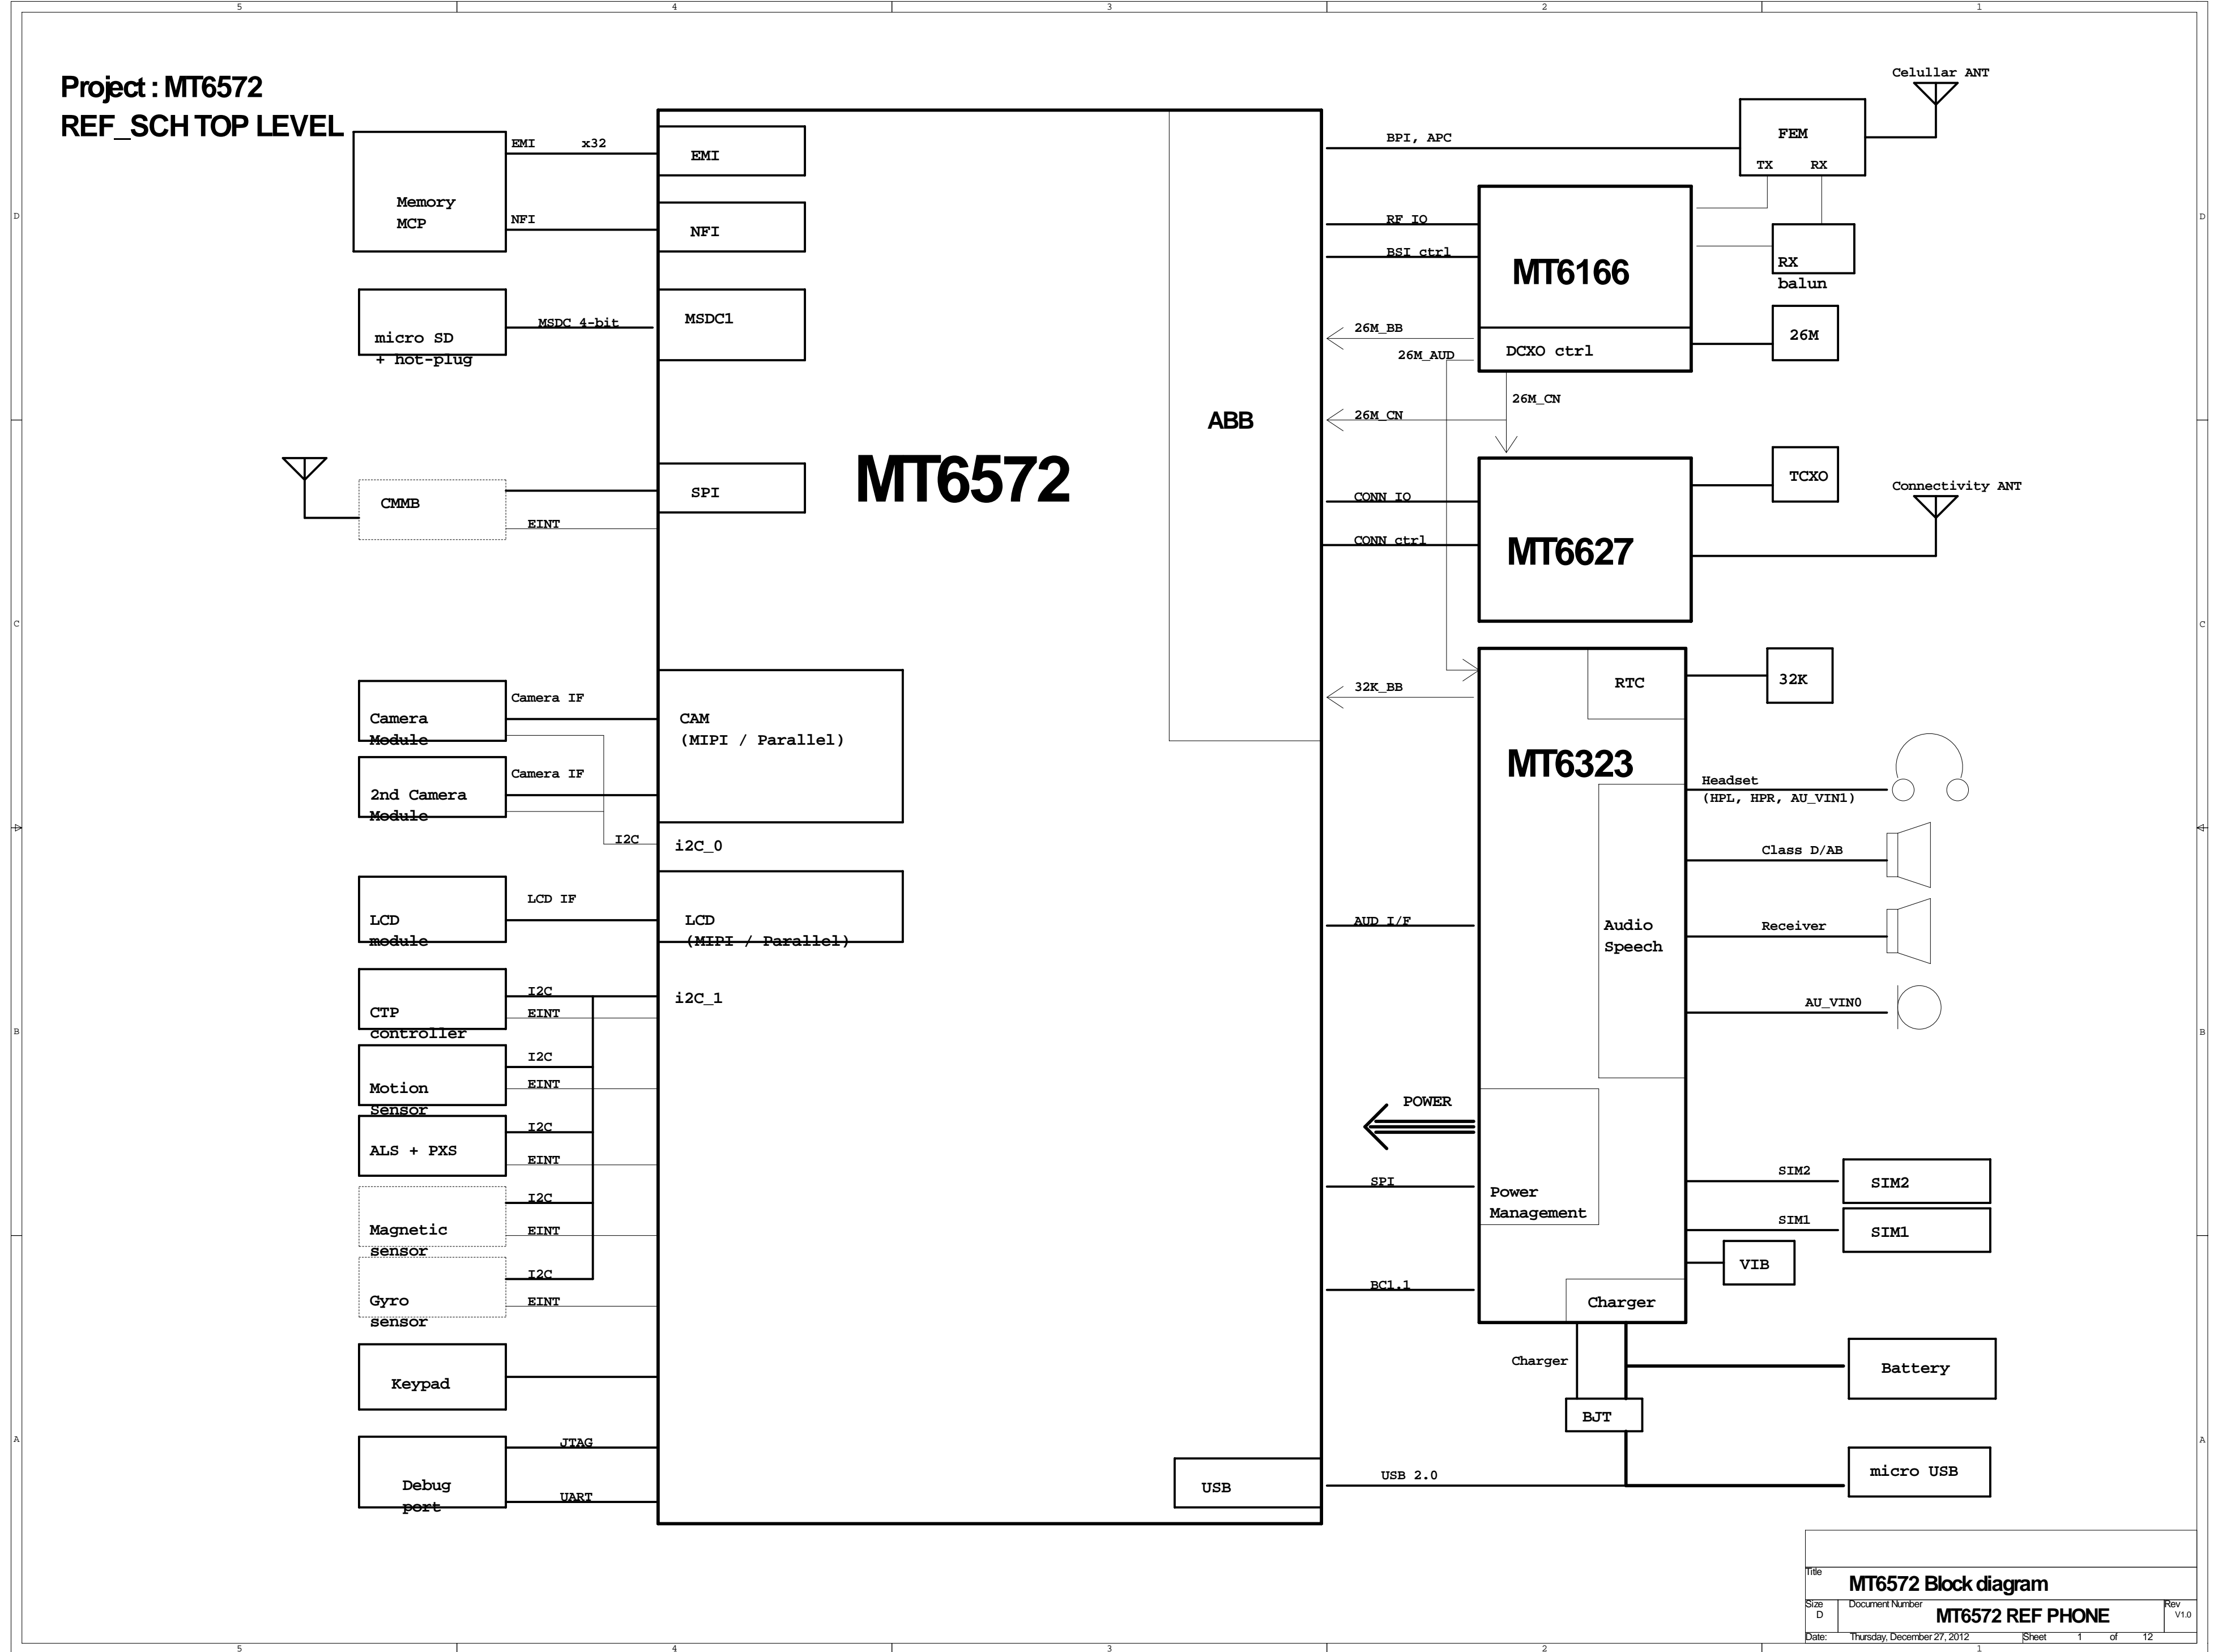 5 4 3 2 1
Project : MT6572
REF_SCH TOP LEVEL
D
D
C
C
B
B
A
A
Memory
MCP
EMI x32
NFI
EMI
NFI
micro SD
+ hot-plug
MSDC 4-bit
MSDC1
CMMB
EINT
SPI
MT6572
ABB
Camera
Module
Camera IF
2nd Camera
Module
Camera IF
I2C
CAM
(MIPI / Parallel)
i2C_0
LCD
module
LCD IF
LCD
(MIPI / Parallel)
CTP
controller
I2C
EINT
i2C_1
Motion
Sensor
I2C
EINT
ALS + PXS
I2C
EINT
Magnetic
sensor
I2C
EINT
Gyro
sensor
I2C
EINT
Keypad
Debug
port
JTAG
UART
USB
Celullar ANT
BPI, APC
FEM
TX RX
RF IO
BSI ctrl
MT6166
RX
balun
26M_BB
26M_AUD
DCXO ctrl
26M
26M_CN
26M_CN
CONN IO
CONN ctrl
MT6627
TCXO
Connectivity ANT
32K_BB
RTC
32K
MT6323
Headset
(HPL, HPR, AU_VIN1)
Class D/AB
AUD I/F
Audio
Speech
Receiver
AU_VIN0
POWER
SPI
Power
Management
SIM2
SIM2
SIM1
SIM1
VIB
BC1.1
Charger
Charger
Battery
BJT
USB 2.0
micro USB
Title
MT6572 Block diagram
Size
D
Document Number
MT6572 REF PHONE
Rev
V1.0
Date: Thursday, December 27, 2012 Sheet 1 of 12
5 4 3 2 1